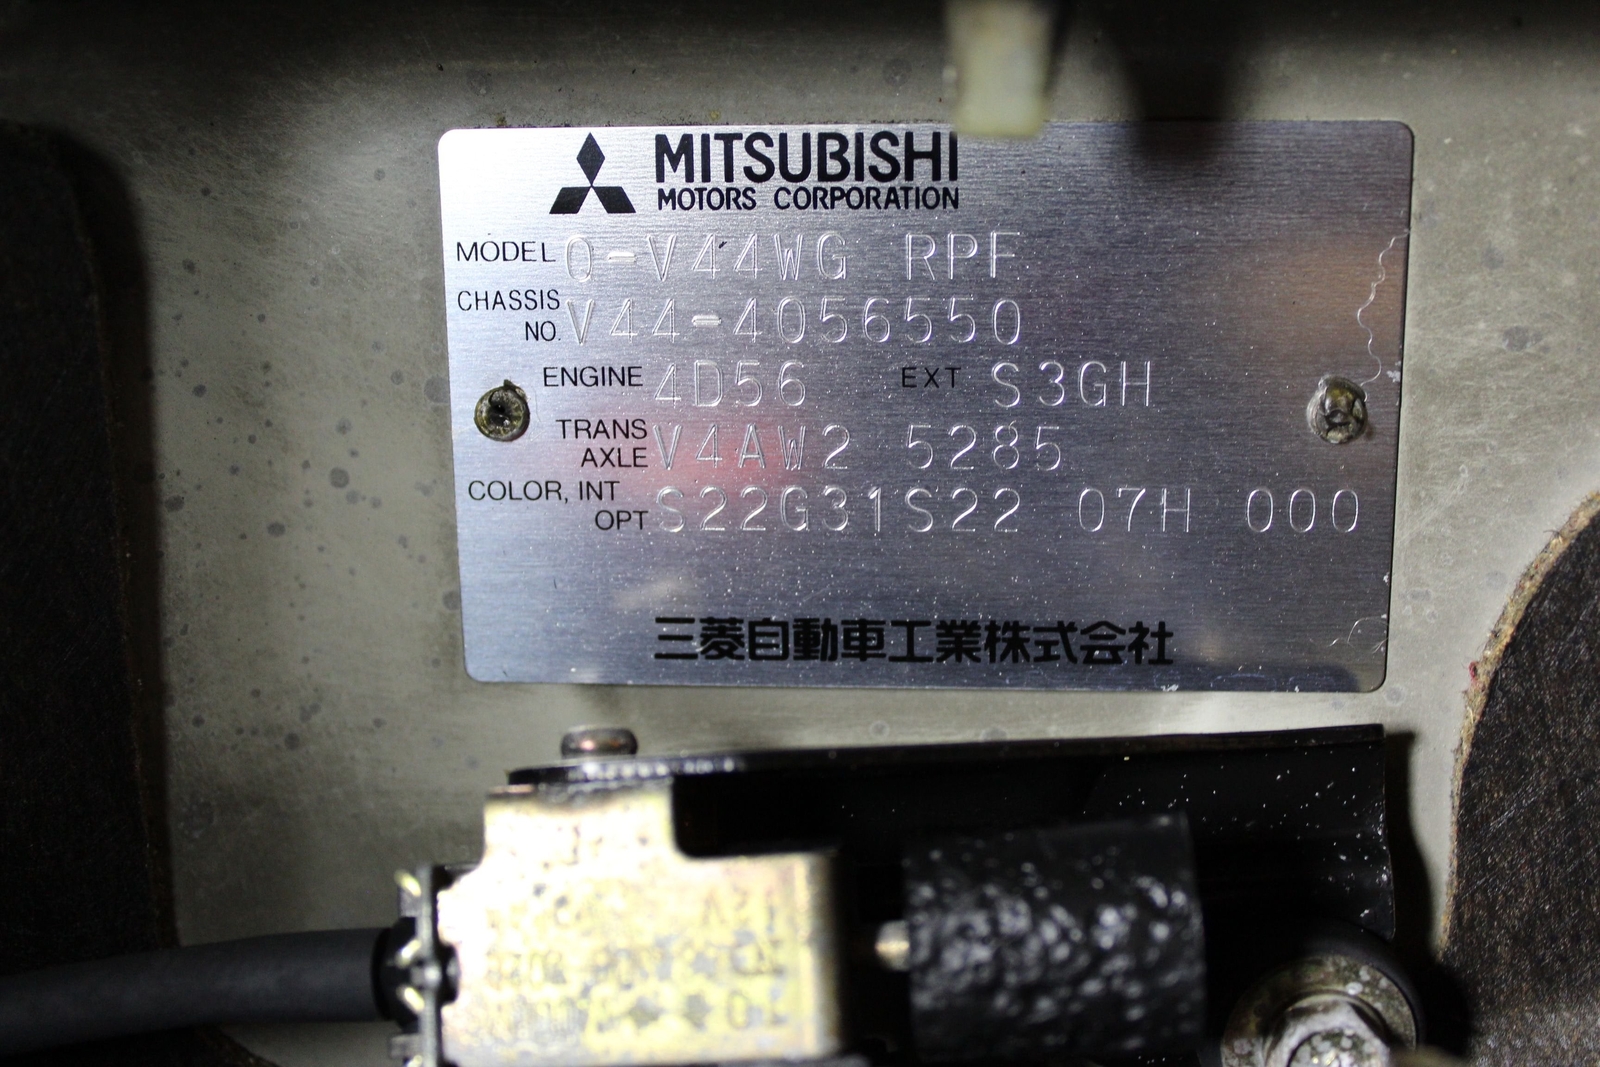 MITSUBISHI
MOTORS CORPORATION
MODEL Q-V44WG RPF
CHASSIS NO. V44-4056550
ENGINE 4D56 EXT S3GH
TRANS AXLE V4AW2 5285
COLOR, INT OPT S22G31S22 07H 000
三菱自動車工業株式会社